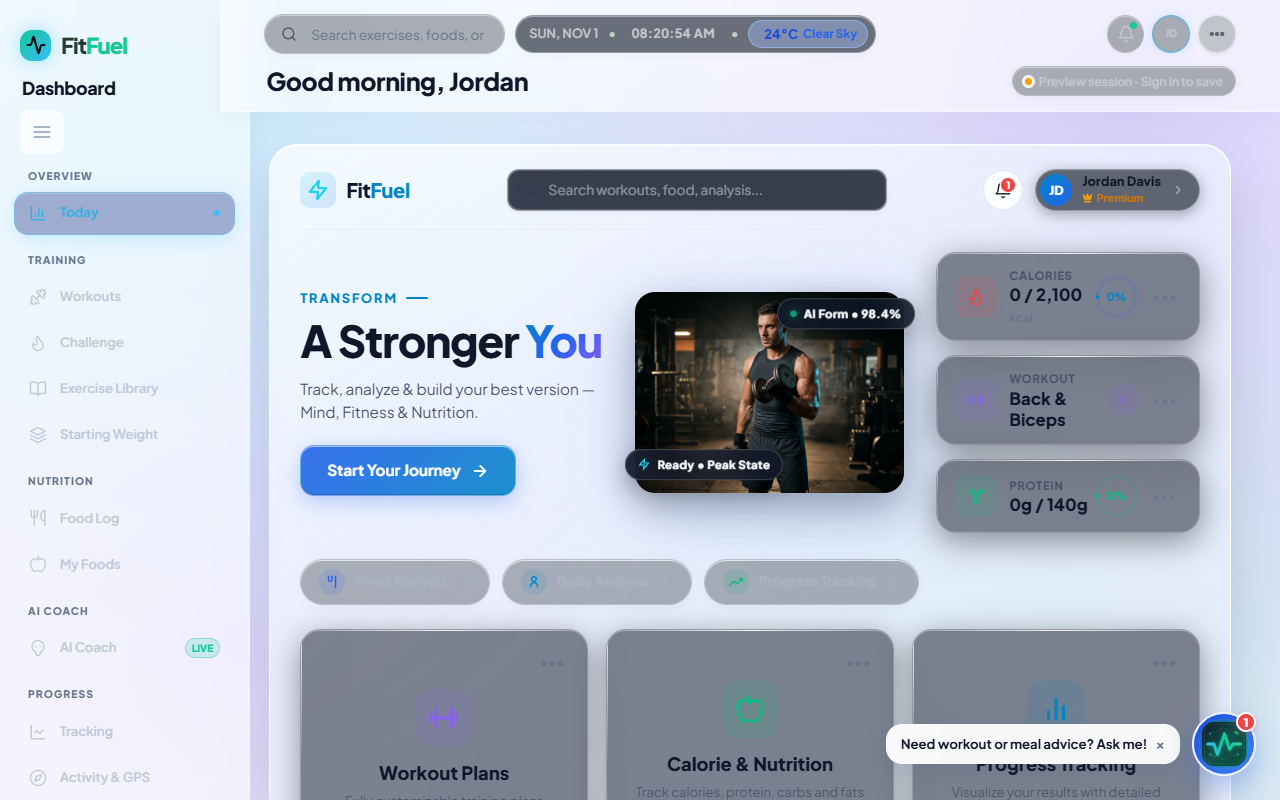 FitFuel
Dashboard
OVERVIEW
Today
TRAINING
Workouts
Challenge
Exercise Library
Starting Weight
NUTRITION
Food Log
My Foods
AI COACH
AI Coach
LIVE
PROGRESS
Tracking
Activity & GPS
Search exercises, foods, or
SUN, NOV 1 • 08:20:54 AM • 24°C Clear Sky
JD
Good morning, Jordan
Preview session · Sign in to save
FitFuel
Search workouts, food, analysis...
1
JD
Jordan Davis
Premium
TRANSFORM
A Stronger You
Track, analyze & build your best version —
Mind, Fitness & Nutrition.
Start Your Journey
AI Form • 98.4%
Ready • Peak State
CALORIES
0 / 2,100
kcal
0%
WORKOUT
Back &
Biceps
PROTEIN
0g / 140g
0%
Food Analysis
Body Analysis
Progress Tracking
Workout Plans
Fully customizable training plans
Calorie & Nutrition
Track calories, protein, carbs and fats
Progress Tracking
Visualize your results with detailed
Need workout or meal advice? Ask me! ×
1